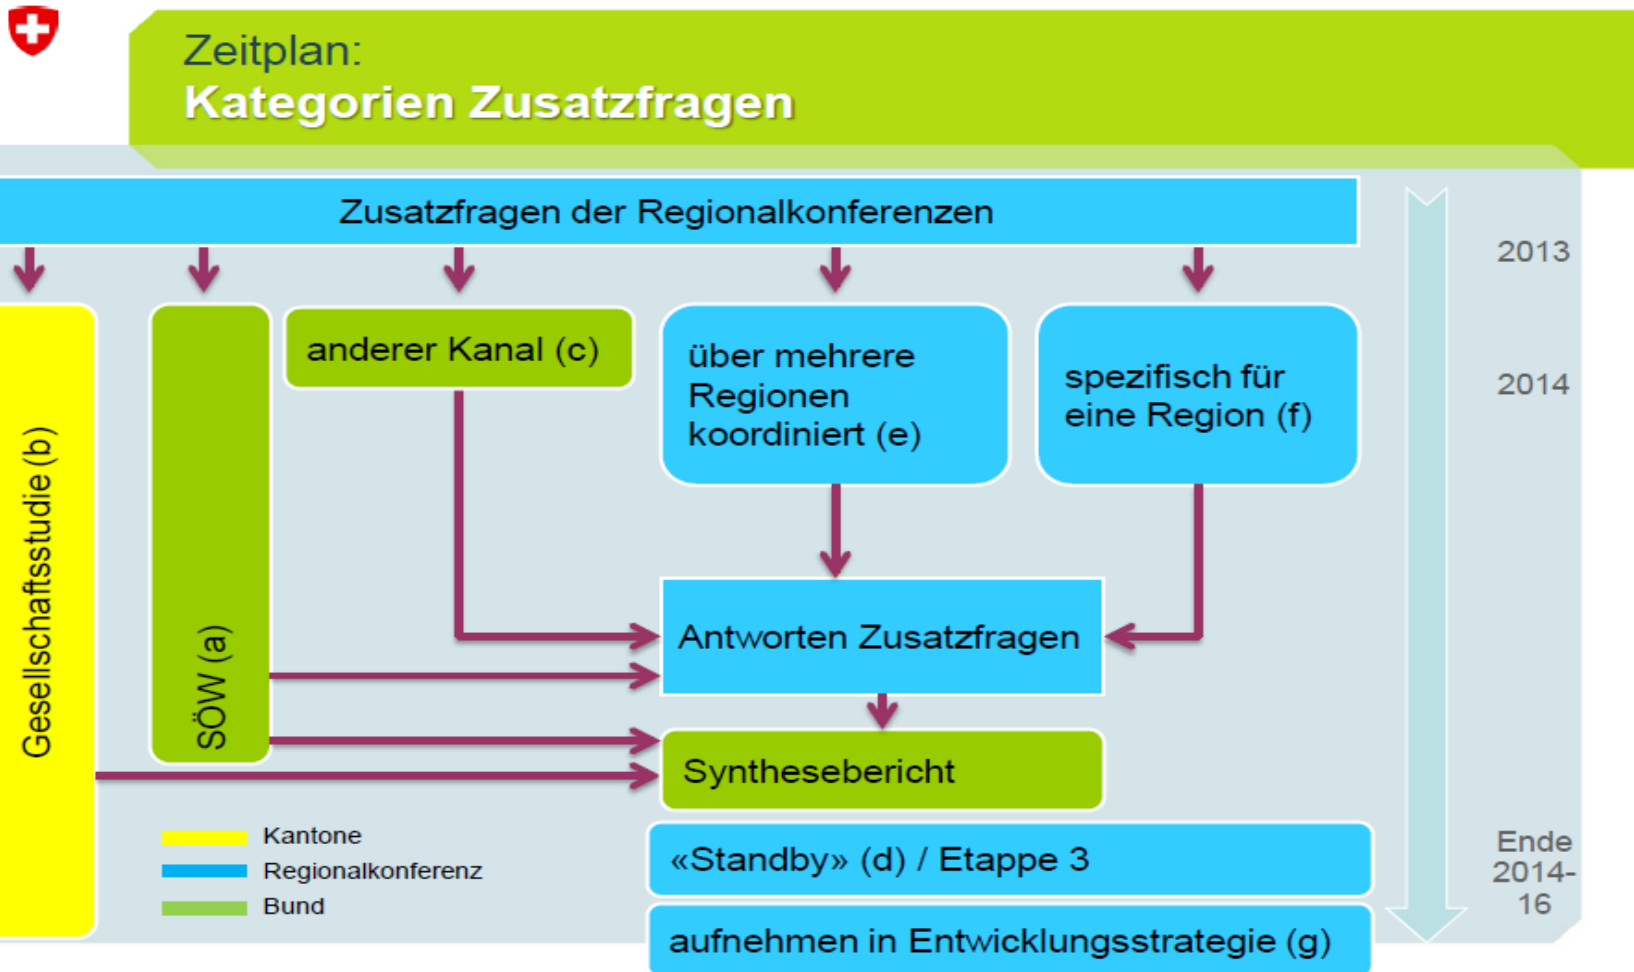 Zeitplan:
Kategorien Zusatzfragen
Zusatzfragen der Regionalkonferenzen
2013
2014
Ende
2014-
16
Gesellschaftsstudie (b)
SÖW (a)
anderer Kanal (c)
über mehrere
Regionen
koordiniert (e)
spezifisch für
eine Region (f)
Antworten Zusatzfragen
Synthesebericht
«Standby» (d) / Etappe 3
aufnehmen in Entwicklungsstrategie (g)
Kantone
Regionalkonferenz
Bund